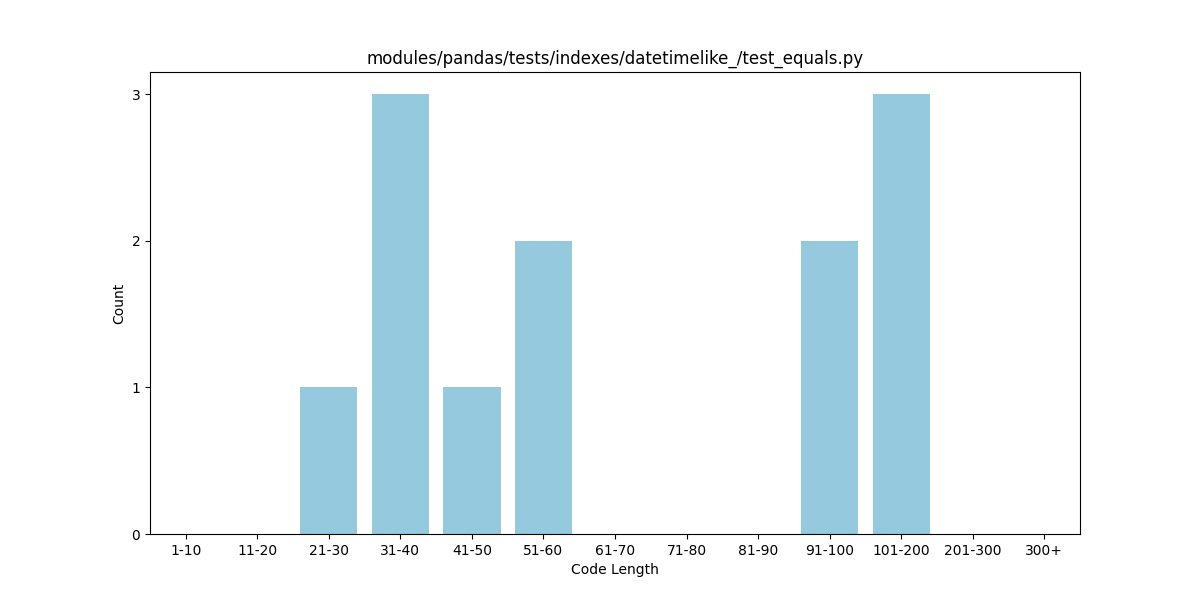 modules/pandas/tests/indexes/datetimelike_/test_equals.py
3
2
1
0
Count
1-10 11-20 21-30 31-40 41-50 51-60 61-70 71-80 81-90 91-100 101-200 201-300 300+
Code Length